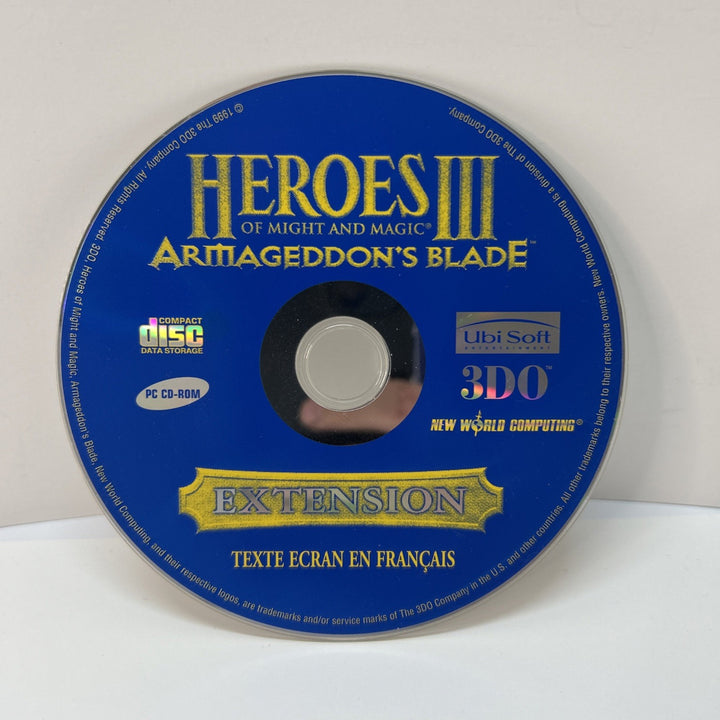 HEROES III
OF MIGHT AND MAGIC®
ARMAGEDDON'S BLADE™
COMPACT
disc
DATA STORAGE
PC CD-ROM
Ubi Soft
ENTERTAINMENT
3DO™
NEW WORLD COMPUTING®
EXTENSION
TEXTE ECRAN EN FRANÇAIS
© 1999 The 3DO Company. All Rights Reserved. 3DO, Heroes of Might and Magic, Armageddon's Blade, New World Computing, and their respective logos, are trademarks and/or service marks of The 3DO Company in the U.S. and other countries. All other trademarks belong to their respective owners. New World Computing is a division of The 3DO Company.